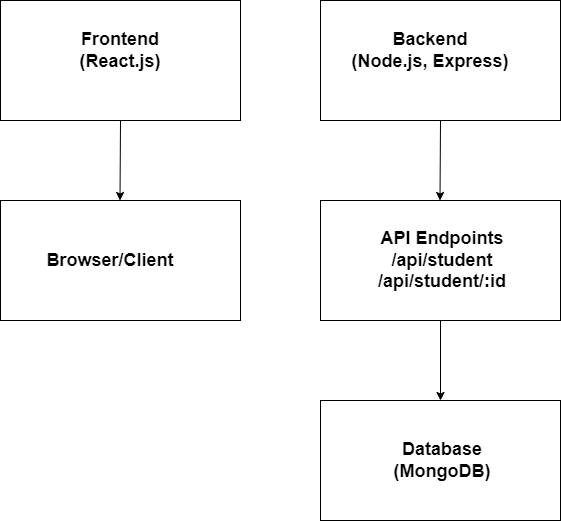 Frontend
(React.js)
Backend
(Node.js, Express)
Browser/Client
API Endpoints
/api/student
/api/student/:id
Database
(MongoDB)